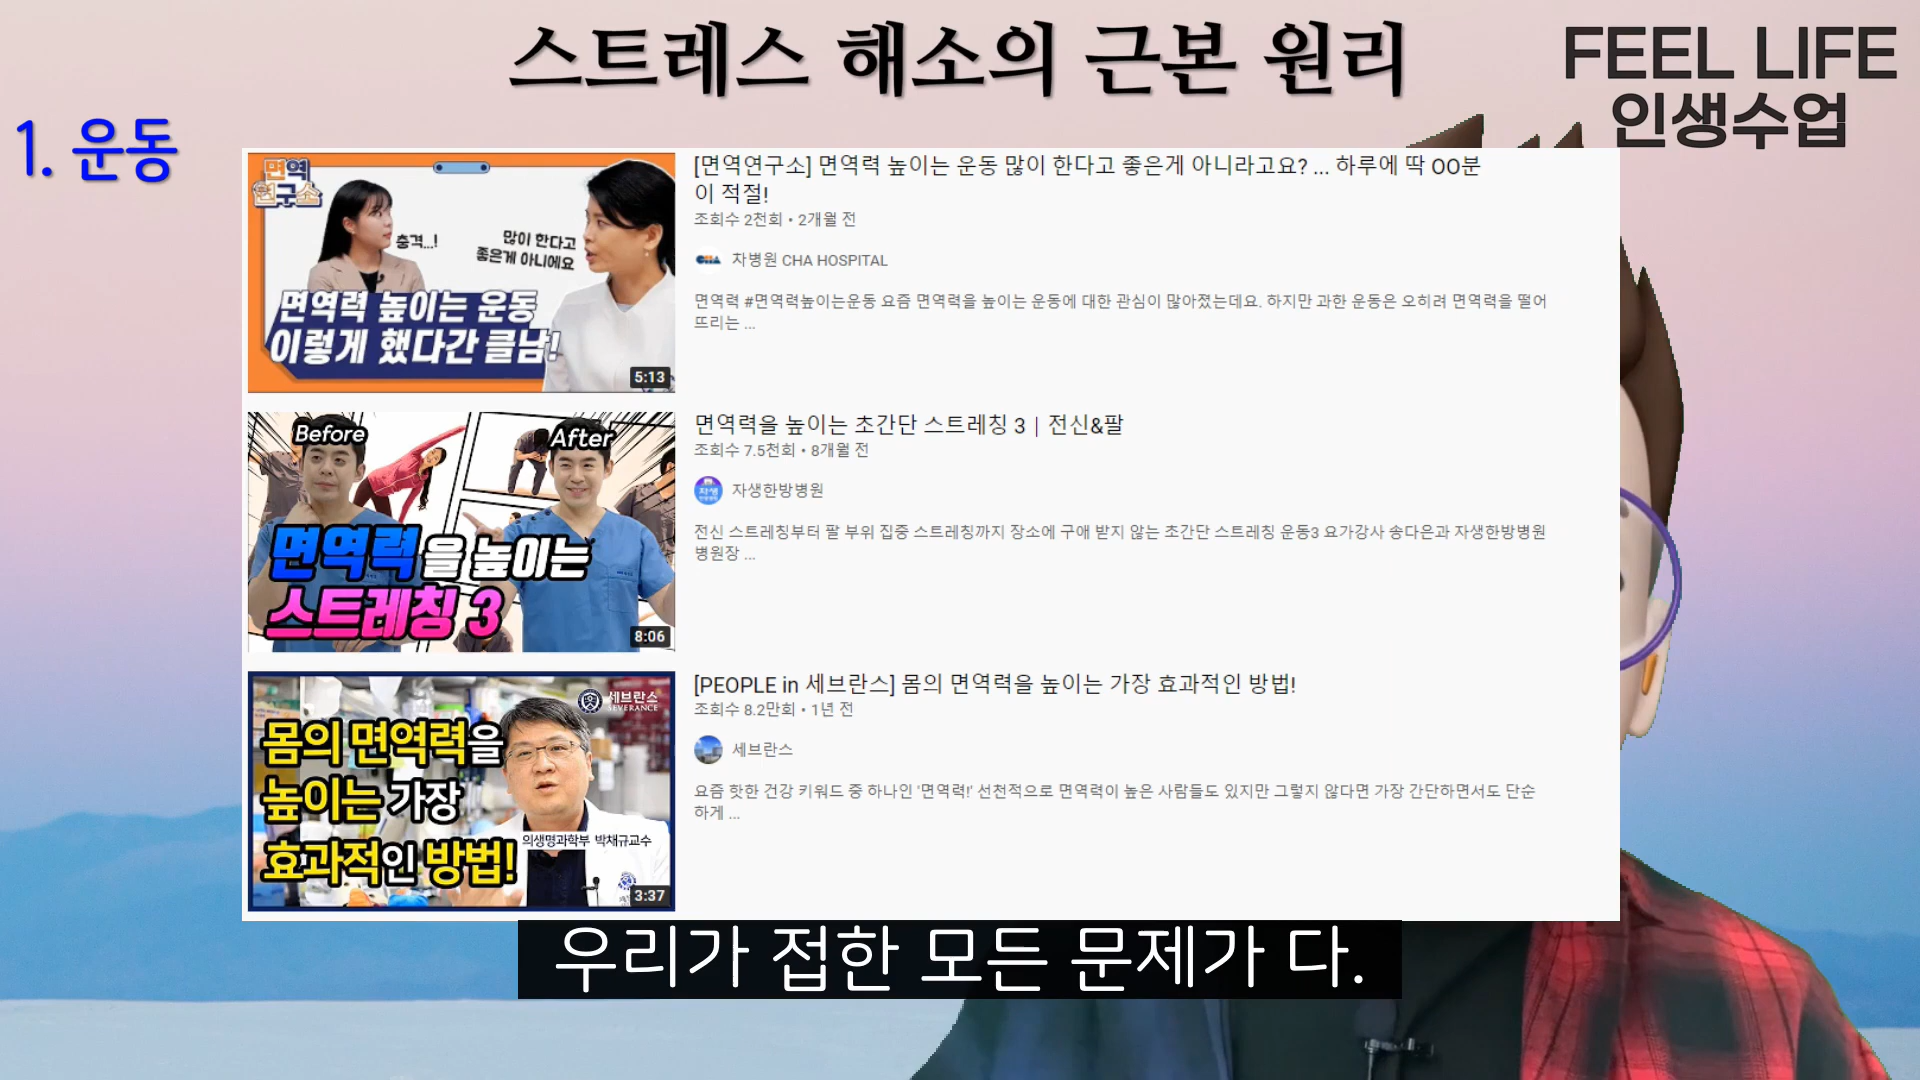 스트레스 해소의 근본 원리
FEEL LIFE
인생수업
1. 운동
면역
연구소
충격...!
많이 한다고
좋은게 아니에요
면역력 높이는 운동
이렇게 했다간 클남!
5:13
[면역연구소] 면역력 높이는 운동 많이 한다고 좋은게 아니라고요? ... 하루에 딱 OO분
이 적절!
조회수 2천회 • 2개월 전
CHA
차병원 CHA HOSPITAL
면역력 #면역력높이는운동 요즘 면역력을 높이는 운동에 대한 관심이 많아졌는데요. 하지만 과한 운동은 오히려 면역력을 떨어
뜨리는 ...
Before
After
면역력을 높이는
스트레칭 3
8:06
면역력을 높이는 초간단 스트레칭 3 | 전신&팔
조회수 7.5천회 • 8개월 전
자생
자생한방병원
전신 스트레칭부터 팔 부위 집중 스트레칭까지 장소에 구애 받지 않는 초간단 스트레칭 운동3 요가강사 송다은과 자생한방병원
병원장 ...
세브란스
SEVERANCE
몸의 면역력을
높이는 가장
효과적인 방법!
의생명과학부 박채규교수
3:37
[PEOPLE in 세브란스] 몸의 면역력을 높이는 가장 효과적인 방법!
조회수 8.2만회 • 1년 전
세브란스
요즘 핫한 건강 키워드 중 하나인 '면역력!' 선천적으로 면역력이 높은 사람들도 있지만 그렇지 않다면 가장 간단하면서도 단순
하게 ...
우리가 접한 모든 문제가 다.